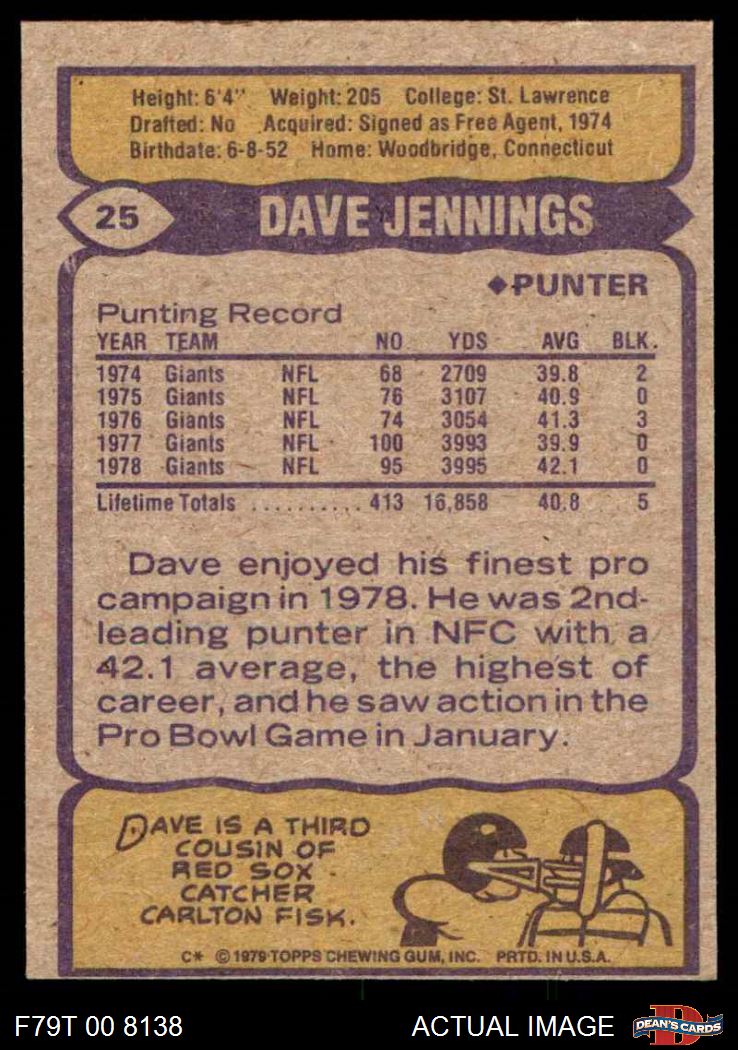 Height: 6'4" Weight: 205 College: St. Lawrence
Drafted: No Acquired: Signed as Free Agent, 1974
Birthdate: 6-8-52 Home: Woodbridge, Connecticut
25 DAVE JENNINGS
◆PUNTER
Punting Record
YEAR TEAM NO YDS AVG BLK.
1974 Giants NFL 68 2709 39.8 2
1975 Giants NFL 76 3107 40.9 0
1976 Giants NFL 74 3054 41.3 3
1977 Giants NFL 100 3993 39.9 0
1978 Giants NFL 95 3995 42.1 0
Lifetime Totals .......... 413 16,858 40.8 5
Dave enjoyed his finest pro
campaign in 1978. He was 2nd-
leading punter in NFC with a
42.1 average, the highest of
career, and he saw action in the
Pro Bowl Game in January.
DAVE IS A THIRD
COUSIN OF
RED SOX
CATCHER
CARLTON FISK.
C* © 1979 TOPPS CHEWING GUM, INC. PRTD. IN U.S.A.
F79T 00 8138 ACTUAL IMAGE DEAN'S CARDS